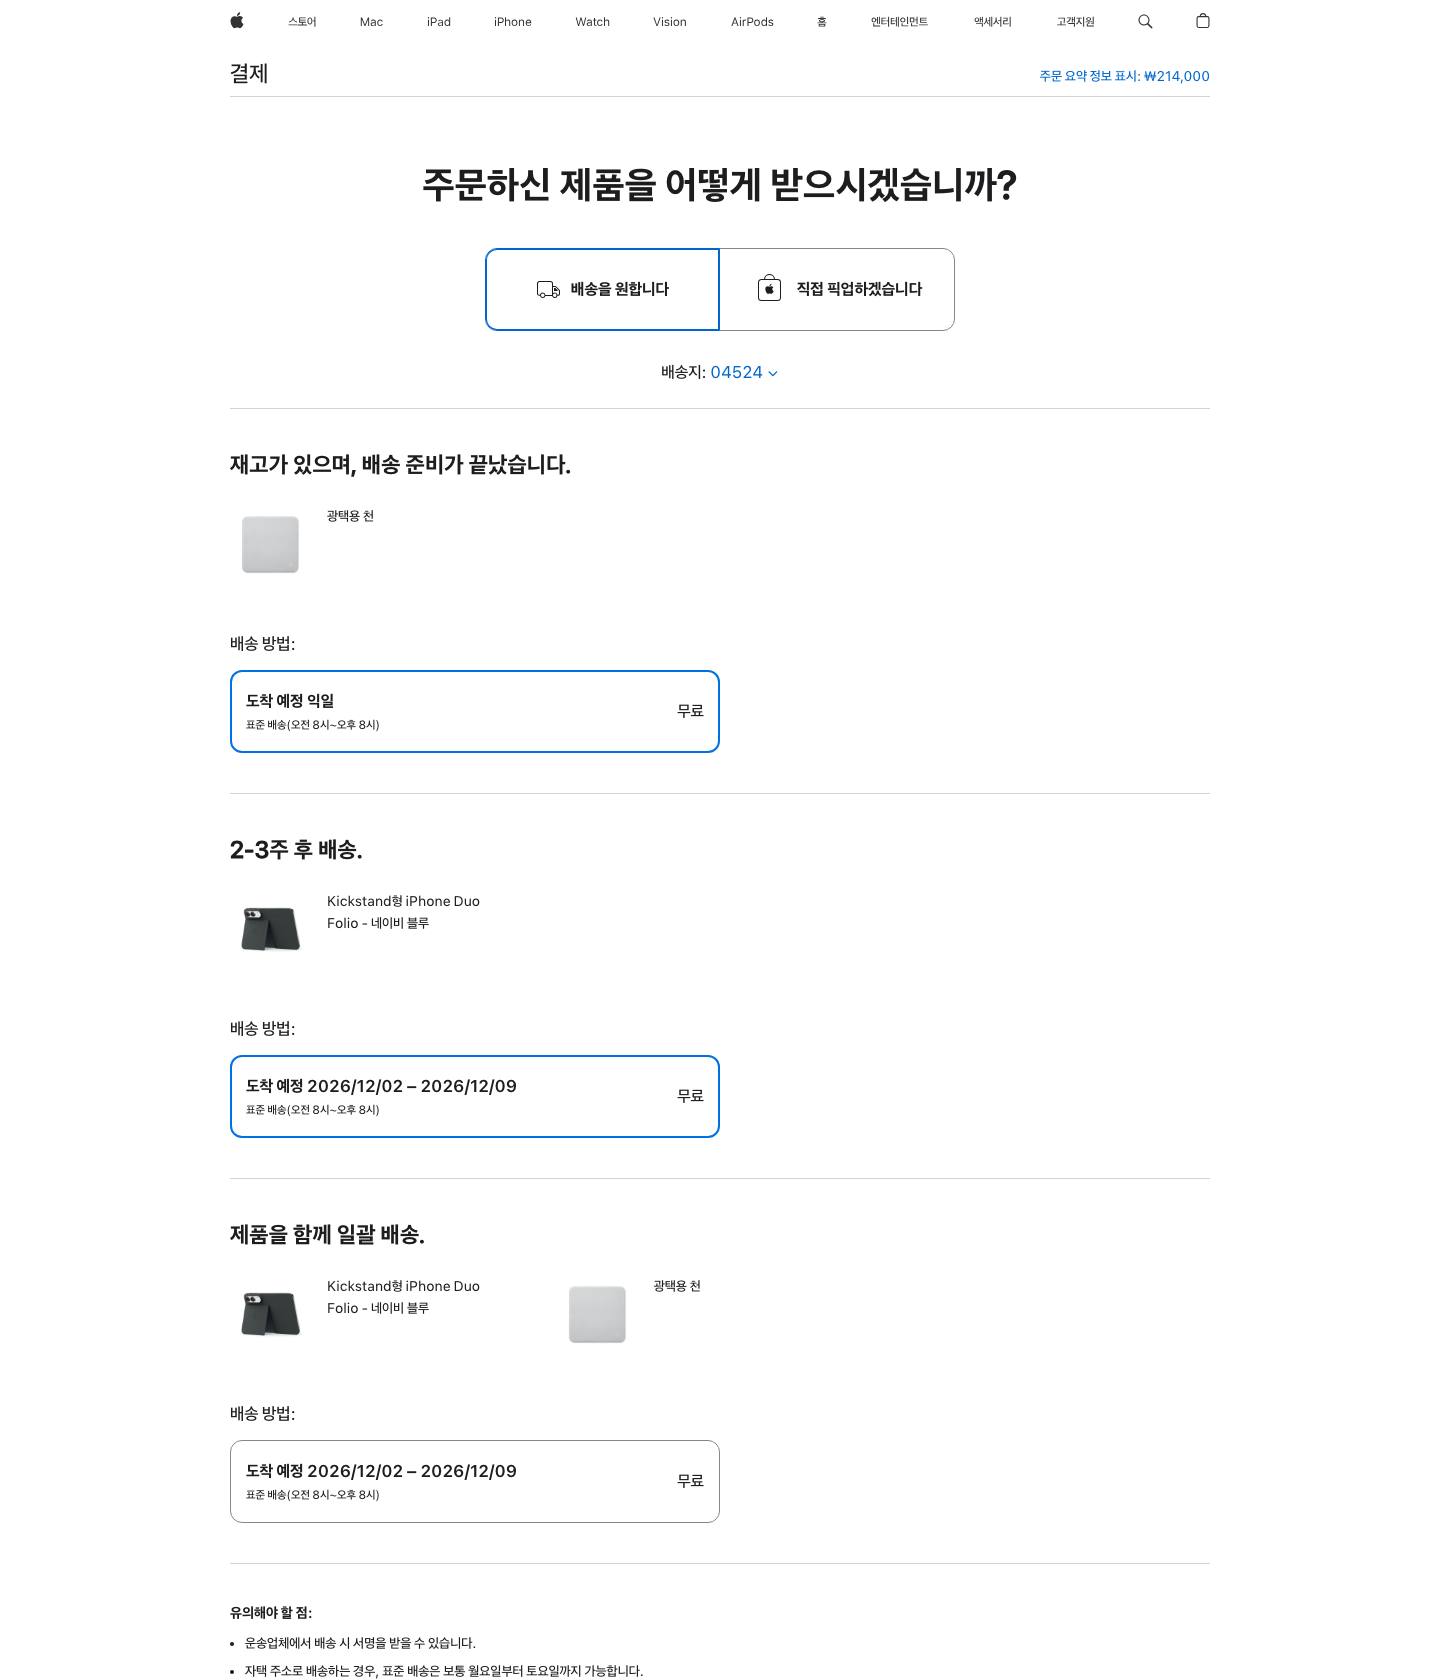 스토어
Mac
iPad
iPhone
Watch
Vision
AirPods
홈
엔터테인먼트
액세서리
고객지원
결제
주문 요약 정보 표시: ₩214,000
주문하신 제품을 어떻게 받으시겠습니까?
배송을 원합니다
직접 픽업하겠습니다
배송지: 04524
재고가 있으며, 배송 준비가 끝났습니다.
광택용 천
배송 방법:
도착 예정 익일
표준 배송(오전 8시~오후 8시)
무료
2-3주 후 배송.
Kickstand형 iPhone Duo
Folio - 네이비 블루
배송 방법:
도착 예정 2026/12/02 – 2026/12/09
표준 배송(오전 8시~오후 8시)
무료
제품을 함께 일괄 배송.
Kickstand형 iPhone Duo
Folio - 네이비 블루
광택용 천
배송 방법:
도착 예정 2026/12/02 – 2026/12/09
표준 배송(오전 8시~오후 8시)
무료
유의해야 할 점:
• 운송업체에서 배송 시 서명을 받을 수 있습니다.
• 자택 주소로 배송하는 경우, 표준 배송은 보통 월요일부터 토요일까지 가능합니다.